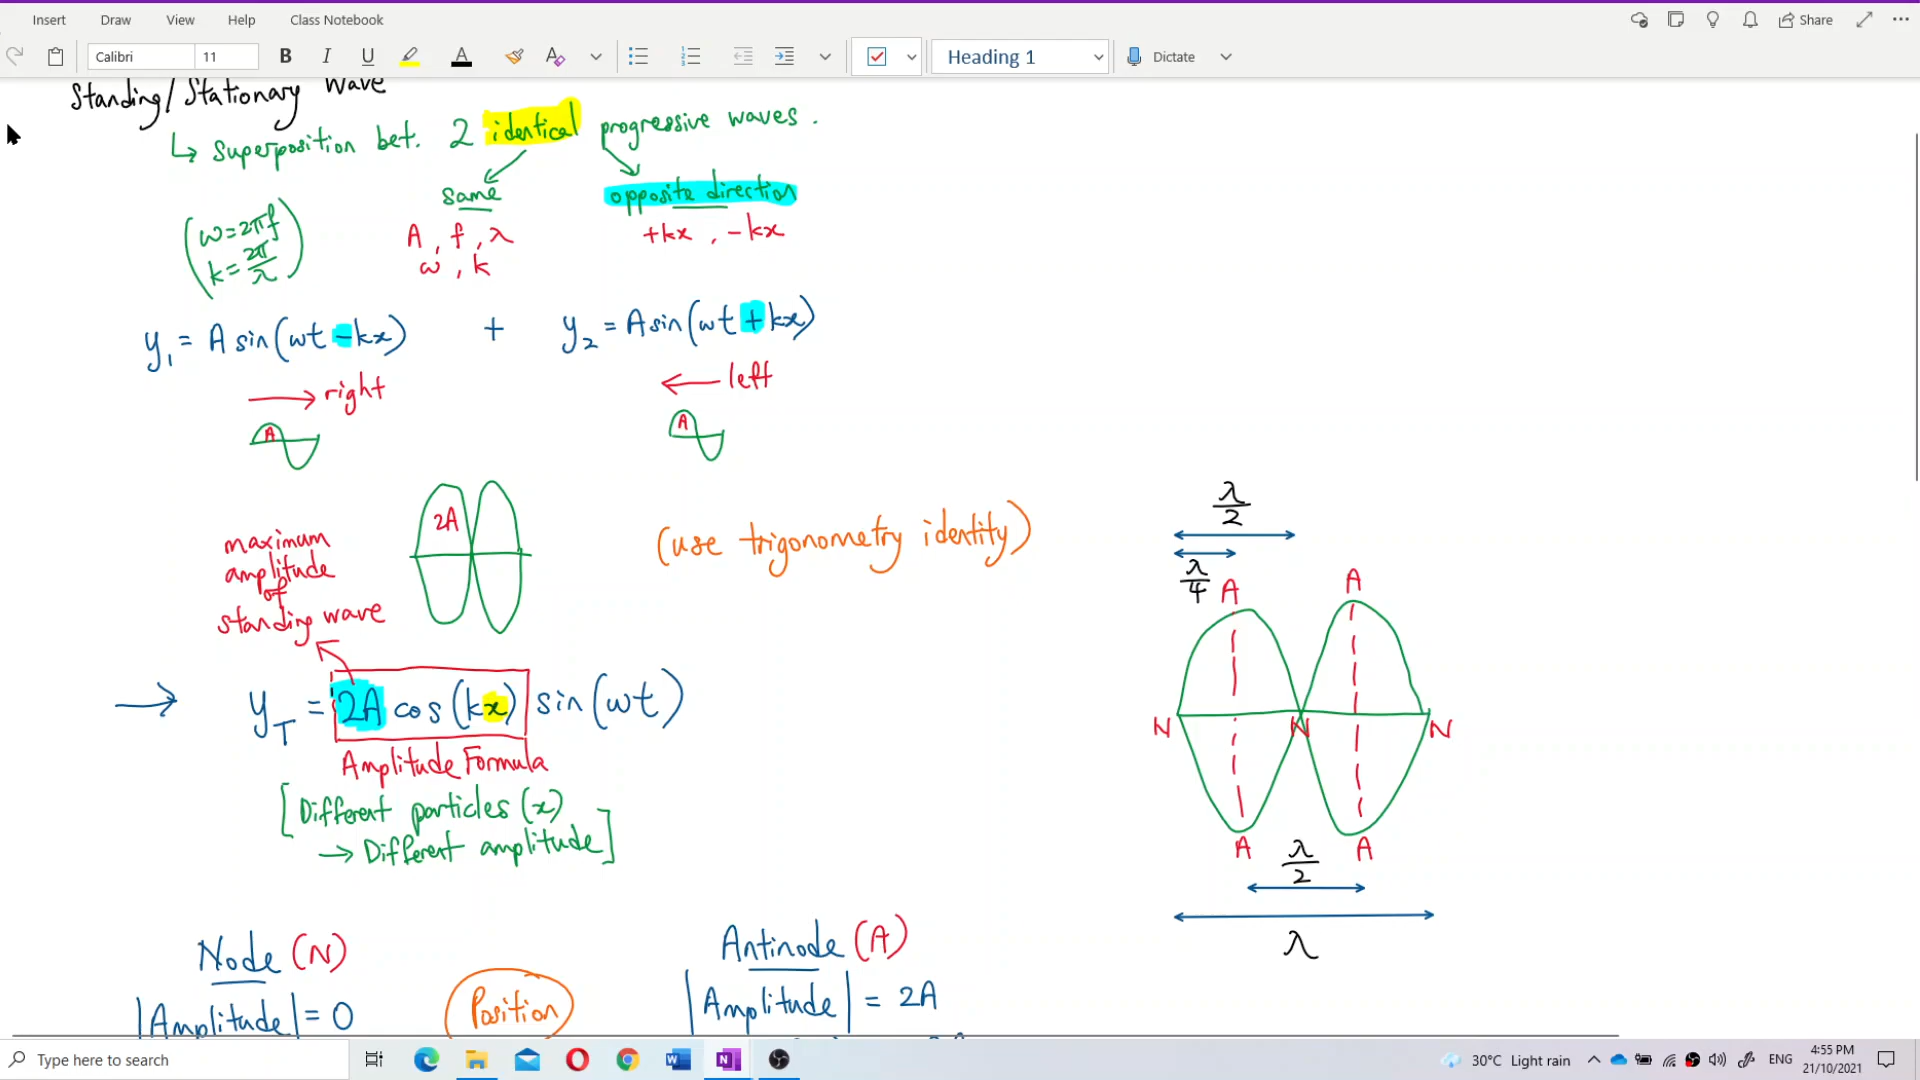 Insert Draw View Help Class Notebook Share
Calibri 11 B I U A Heading 1 Dictate
Standing/Stationary Wave
↳ superposition bet. 2 identical progressive waves.
same
opposite direction
(ω=2πf
k=2π/λ)
A, f, λ
ω, k
+kx, -kx
y₁ = A sin(ωt - kx) + y₂ = A sin(ωt + kx)
→ right
← left
A
A
2A
maximum
amplitude
of
standing wave
(use trigonometry identity)
→ y_T = 2A cos(kx) sin(ωt)
Amplitude Formula
[Different particles (x)
→ Different amplitude]
λ/2
λ/4
A A
N N N
A A
λ/2
λ
Node (N)
|Amplitude| = 0
Position
Antinode (A)
|Amplitude| = 2A
Type here to search
30°C Light rain ENG 4:55 PM
21/10/2021